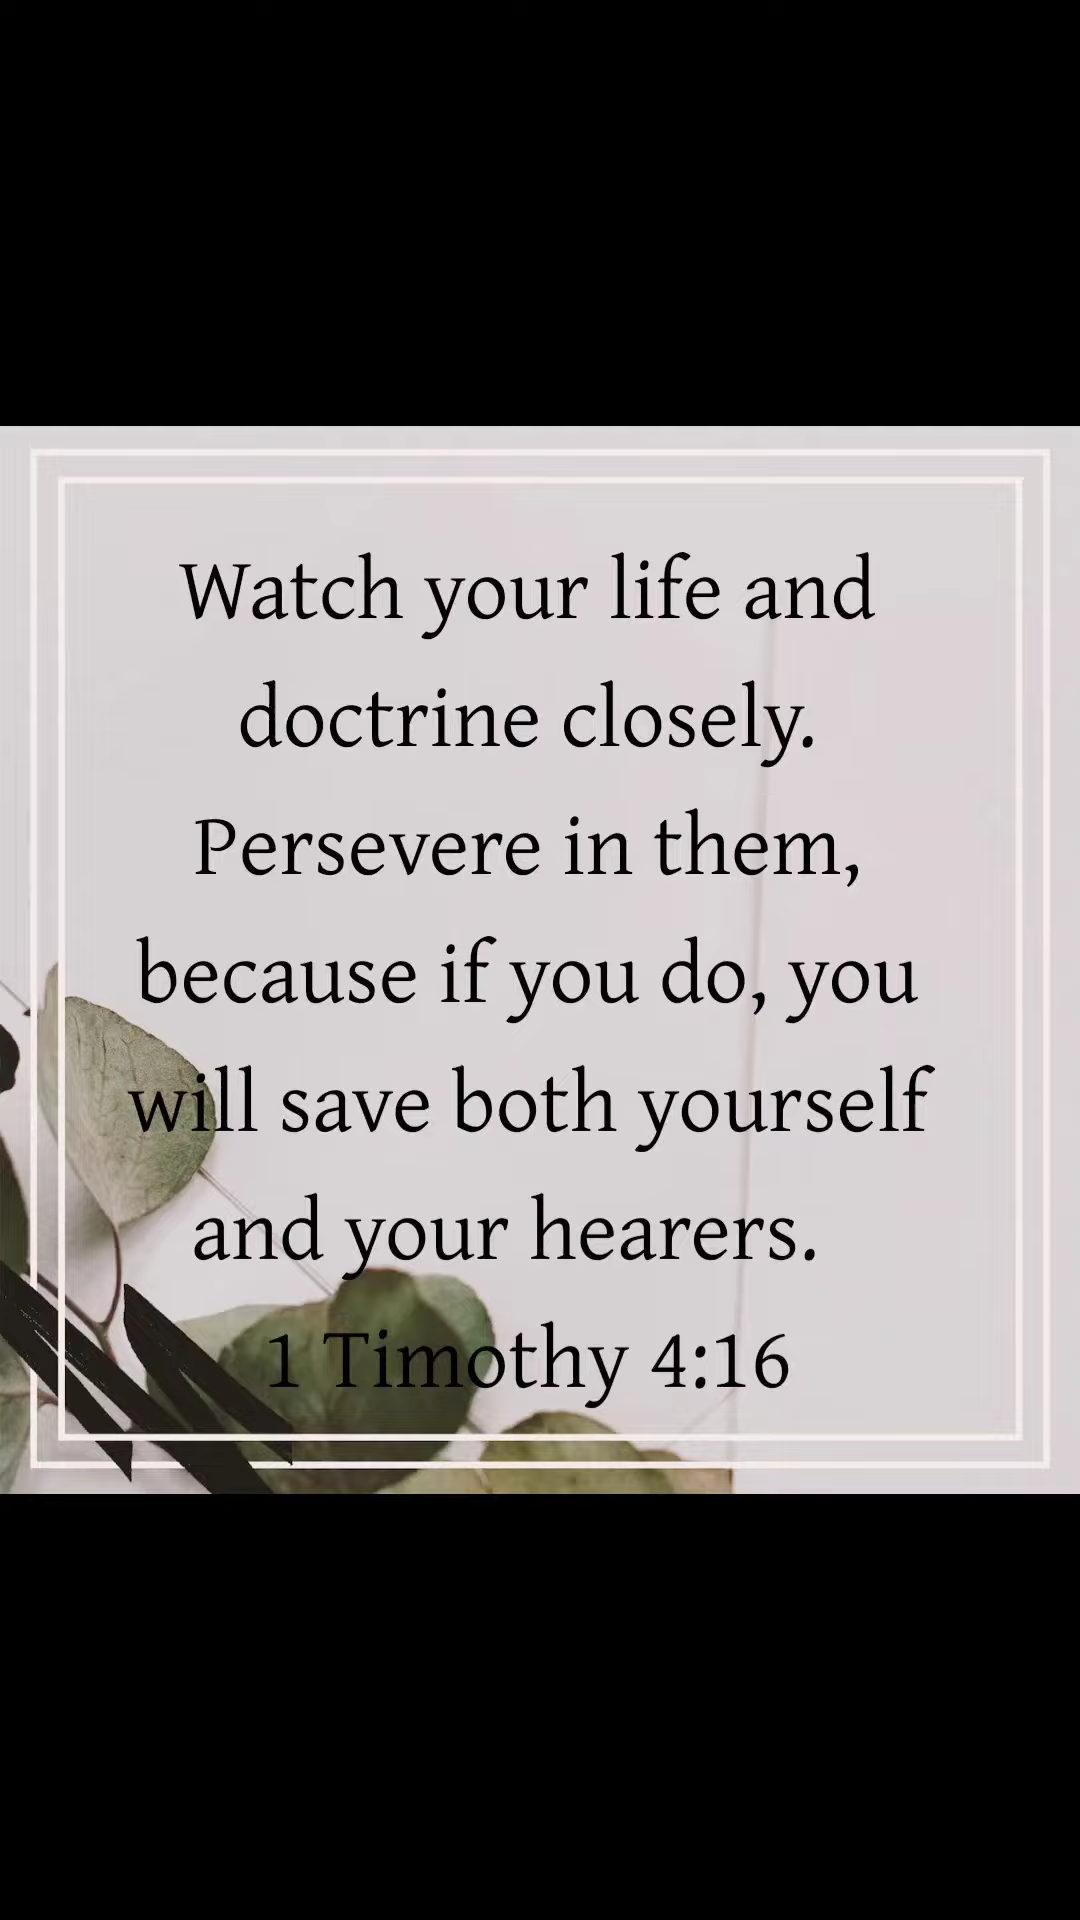 Watch your life and
doctrine closely.
Persevere in them,
because if you do, you
will save both yourself
and your hearers.
1 Timothy 4:16